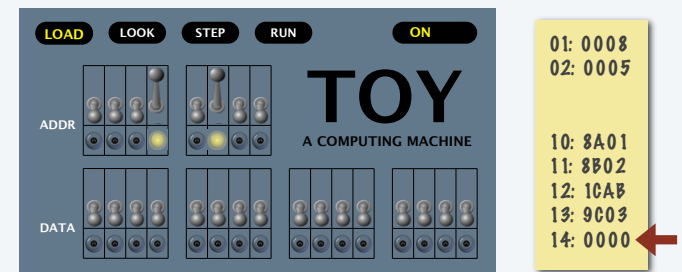 LOAD LOOK STEP RUN ON
TOY
ADDR
A COMPUTING MACHINE
DATA
01: 0008
02: 0005
10: 8A01
11: 8B02
12: 1CAB
13: 9C03
14: 0000